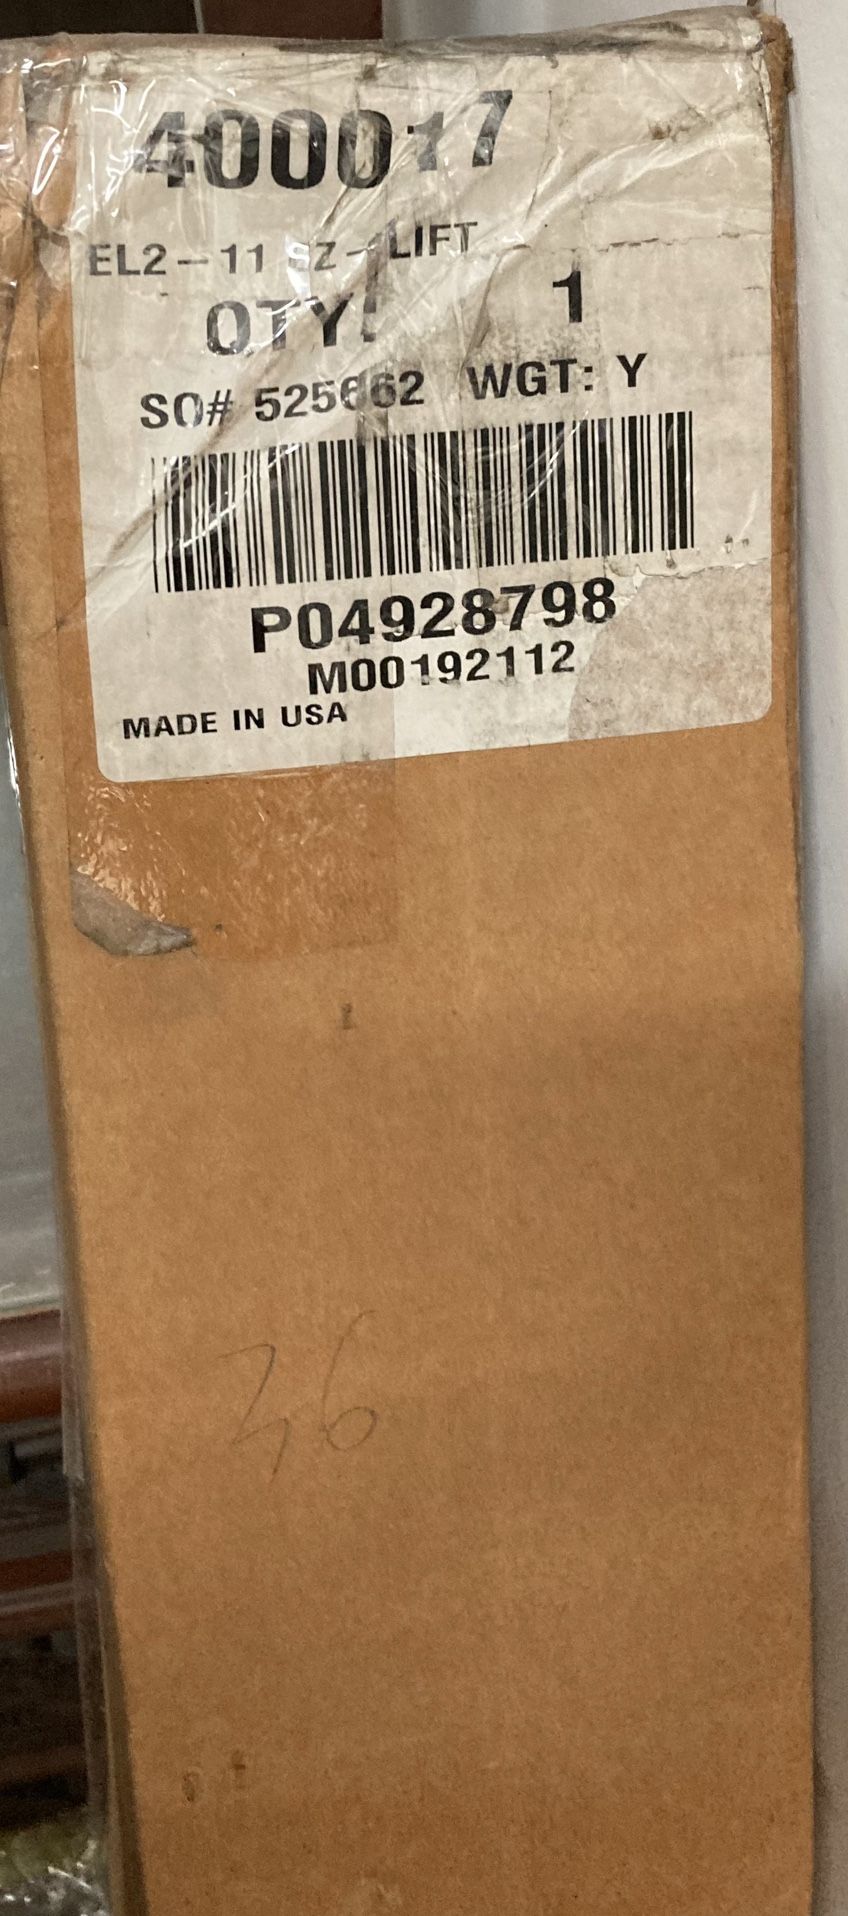 400017
EL2-11 SZ-LIFT
QTY: 1
SO# 525662 WGT: Y
P04928798
M00192112
MADE IN USA
36